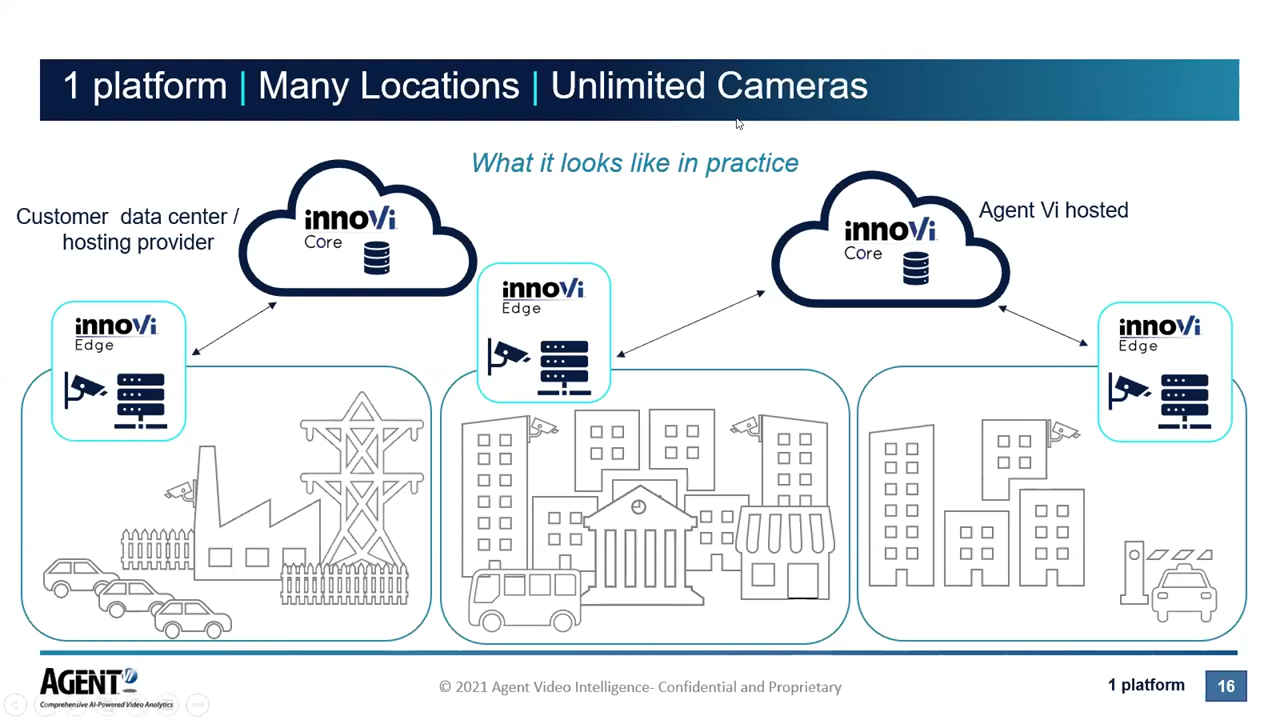 1 platform | Many Locations | Unlimited Cameras
What it looks like in practice
Customer data center /
hosting provider
innoVi
Core
innoVi
Core
Agent Vi hosted
innoVi
Edge
innoVi
Edge
innoVi
Edge
AGENT Vi
Comprehensive AI-Powered Video Analytics
© 2021 Agent Video Intelligence- Confidential and Proprietary
1 platform
16